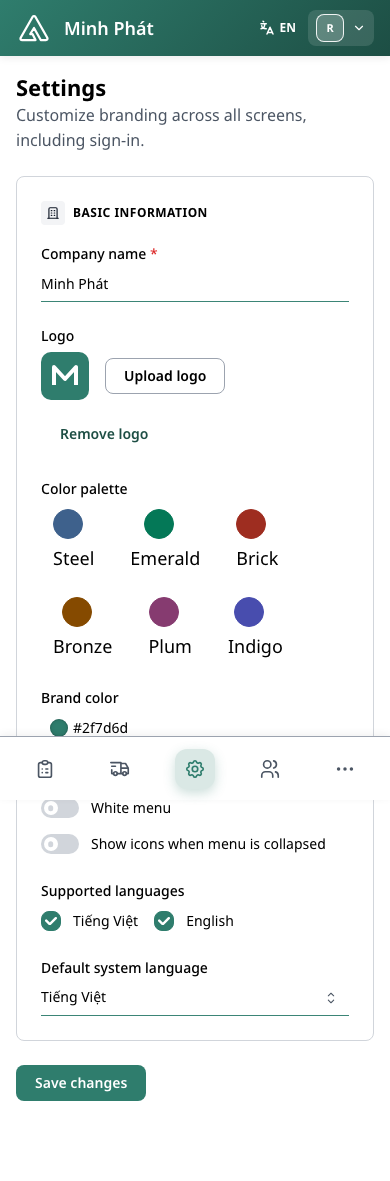 Minh Phát
EN
R
Settings
Customize branding across all screens,
including sign-in.
BASIC INFORMATION
Company name *
Minh Phát
Logo
M
Upload logo
Remove logo
Color palette
Steel
Emerald
Brick
Bronze
Plum
Indigo
Brand color
#2f7d6d
White menu
Show icons when menu is collapsed
Supported languages
Tiếng Việt
English
Default system language
Tiếng Việt
Save changes